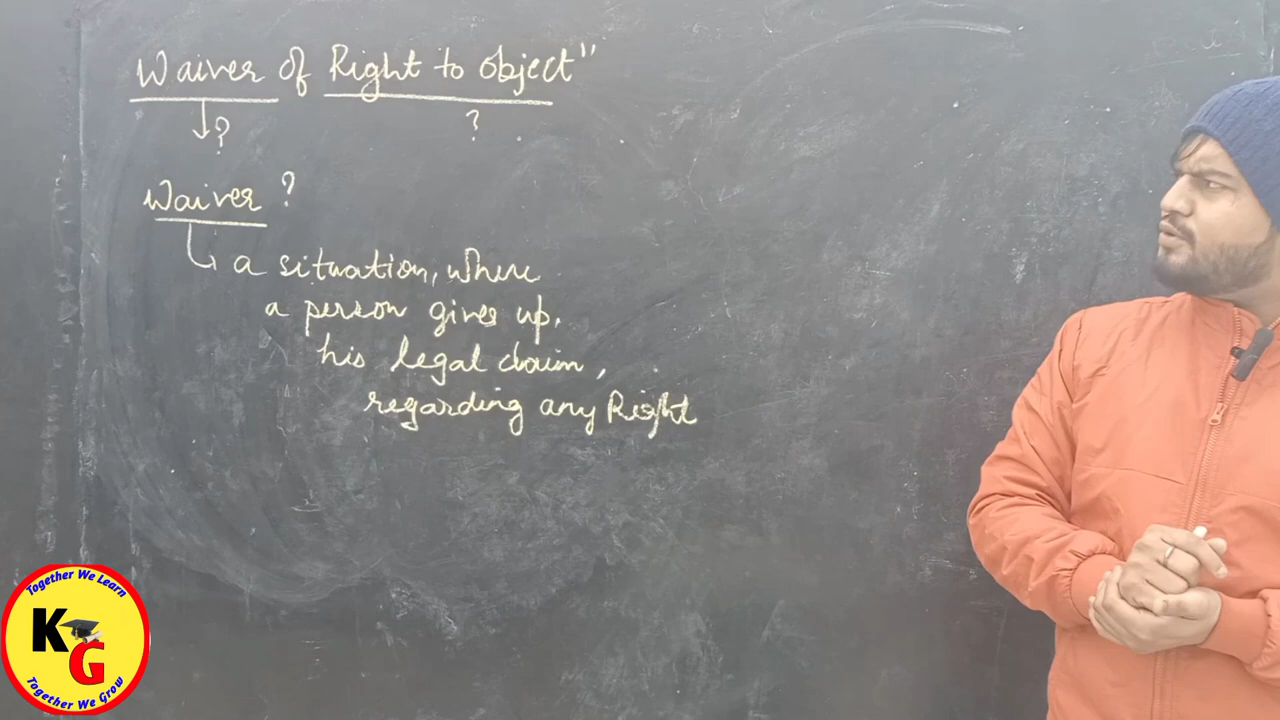 Waiver of Right to object"
?
?
Waiver ?
a situation, where
a person gives up.
his legal claim,
regarding any Right
Together We Learn
KG
Together We Grow